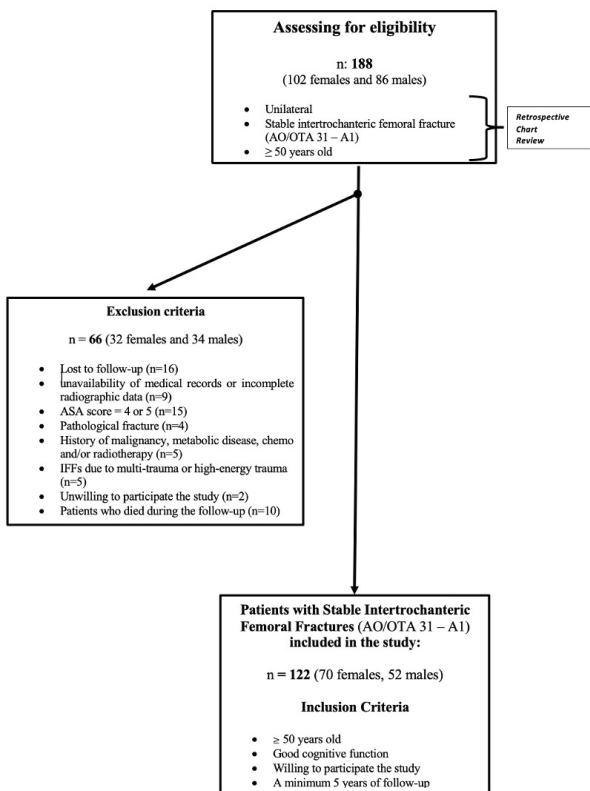 Assessing for eligibility
n: 188
(102 females and 86 males)
• Unilateral
• Stable intertrochanteric femoral fracture
(AO/OTA 31 – A1)
• ≥ 50 years old
Retrospective
Chart
Review
Exclusion criteria
n = 66 (32 females and 34 males)
• Lost to follow-up (n=16)
• unavailability of medical records or incomplete
radiographic data (n=9)
• ASA score = 4 or 5 (n=15)
• Pathological fracture (n=4)
• History of malignancy, metabolic disease, chemo
and/or radiotherapy (n=5)
• IFFs due to multi-trauma or high-energy trauma
(n=5)
• Unwilling to participate the study (n=2)
• Patients who died during the follow-up (n=10)
Patients with Stable Intertrochanteric
Femoral Fractures (AO/OTA 31 – A1)
included in the study:
n = 122 (70 females, 52 males)
Inclusion Criteria
• ≥ 50 years old
• Good cognitive function
• Willing to participate the study
• A minimum 5 years of follow-up